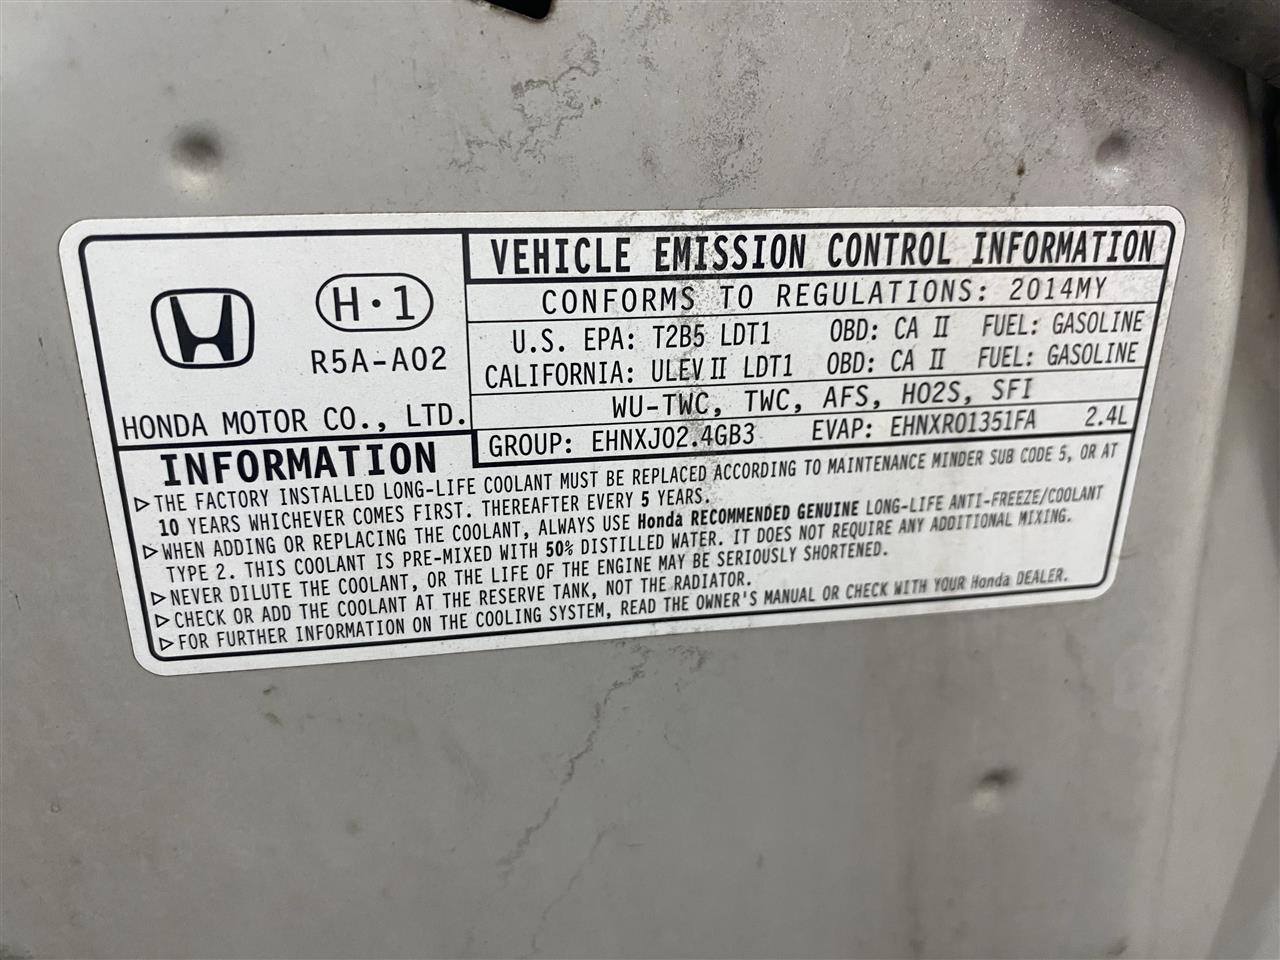 VEHICLE EMISSION CONTROL INFORMATION
CONFORMS TO REGULATIONS: 2014MY
U.S. EPA: T2B5 LDT1 OBD: CA II FUEL: GASOLINE
CALIFORNIA: ULEV II LDT1 OBD: CA II FUEL: GASOLINE
WU-TWC, TWC, AFS, HO2S, SFI
GROUP: EHNXJ02.4GB3 EVAP: EHNXR01351FA 2.4L
H·1
R5A-A02
HONDA MOTOR CO., LTD.
INFORMATION
▷THE FACTORY INSTALLED LONG-LIFE COOLANT MUST BE REPLACED ACCORDING TO MAINTENANCE MINDER SUB CODE 5, OR AT
10 YEARS WHICHEVER COMES FIRST. THEREAFTER EVERY 5 YEARS.
▷WHEN ADDING OR REPLACING THE COOLANT, ALWAYS USE Honda RECOMMENDED GENUINE LONG-LIFE ANTI-FREEZE/COOLANT
TYPE 2. THIS COOLANT IS PRE-MIXED WITH 50% DISTILLED WATER. IT DOES NOT REQUIRE ANY ADDITIONAL MIXING.
▷NEVER DILUTE THE COOLANT, OR THE LIFE OF THE ENGINE MAY BE SERIOUSLY SHORTENED.
▷CHECK OR ADD THE COOLANT AT THE RESERVE TANK, NOT THE RADIATOR.
▷FOR FURTHER INFORMATION ON THE COOLING SYSTEM, READ THE OWNER'S MANUAL OR CHECK WITH YOUR Honda DEALER.